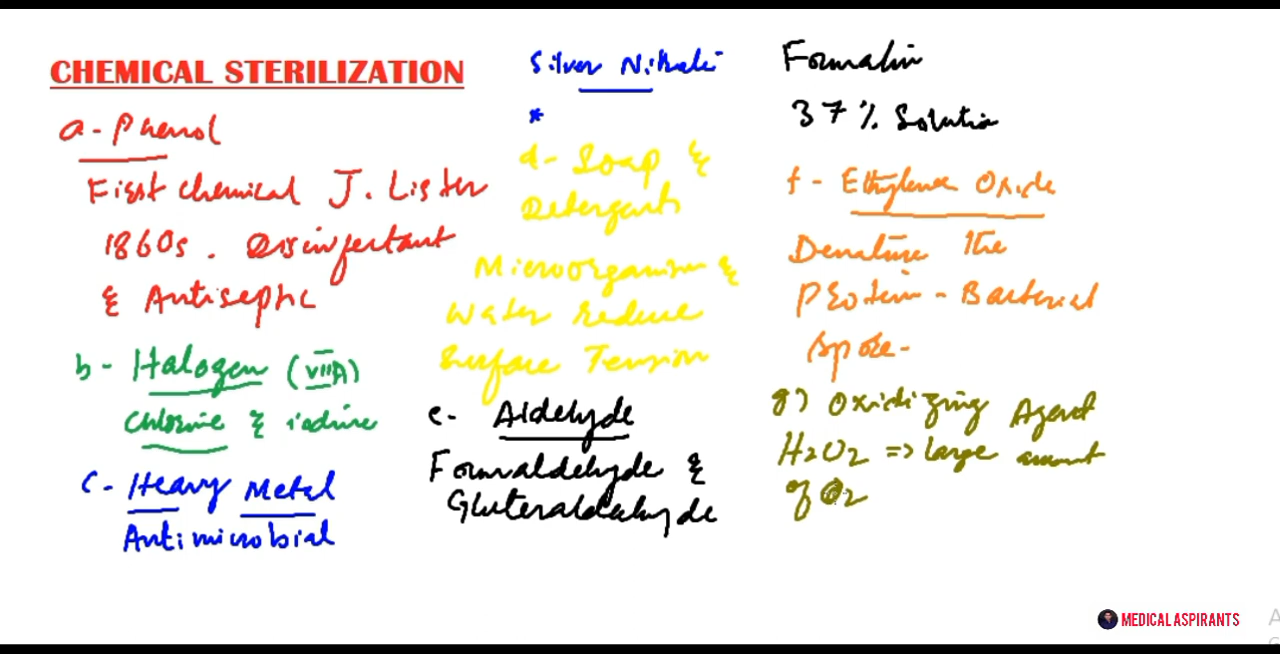 CHEMICAL STERILIZATION
a - Phenol
First Chemical J. Lister
1860s. Disinfectant
& Antiseptic
b - Halogen (VIIA)
Chlorine & iodine
C - Heavy Metal
Antimicrobial
Silver Nitrate
*
d - Soap &
Detergents
Microorganism &
Water reduce
Surface Tension
e - Aldehyde
Formaldehyde &
Gluteraldehyde
Formalin
37% Solution
f - Ethylene Oxide
Denature the
Protein - Bacterial
Spore -
g) Oxidizing Agent
H2O2 => large amount
of O2
MEDICAL ASPIRANTS